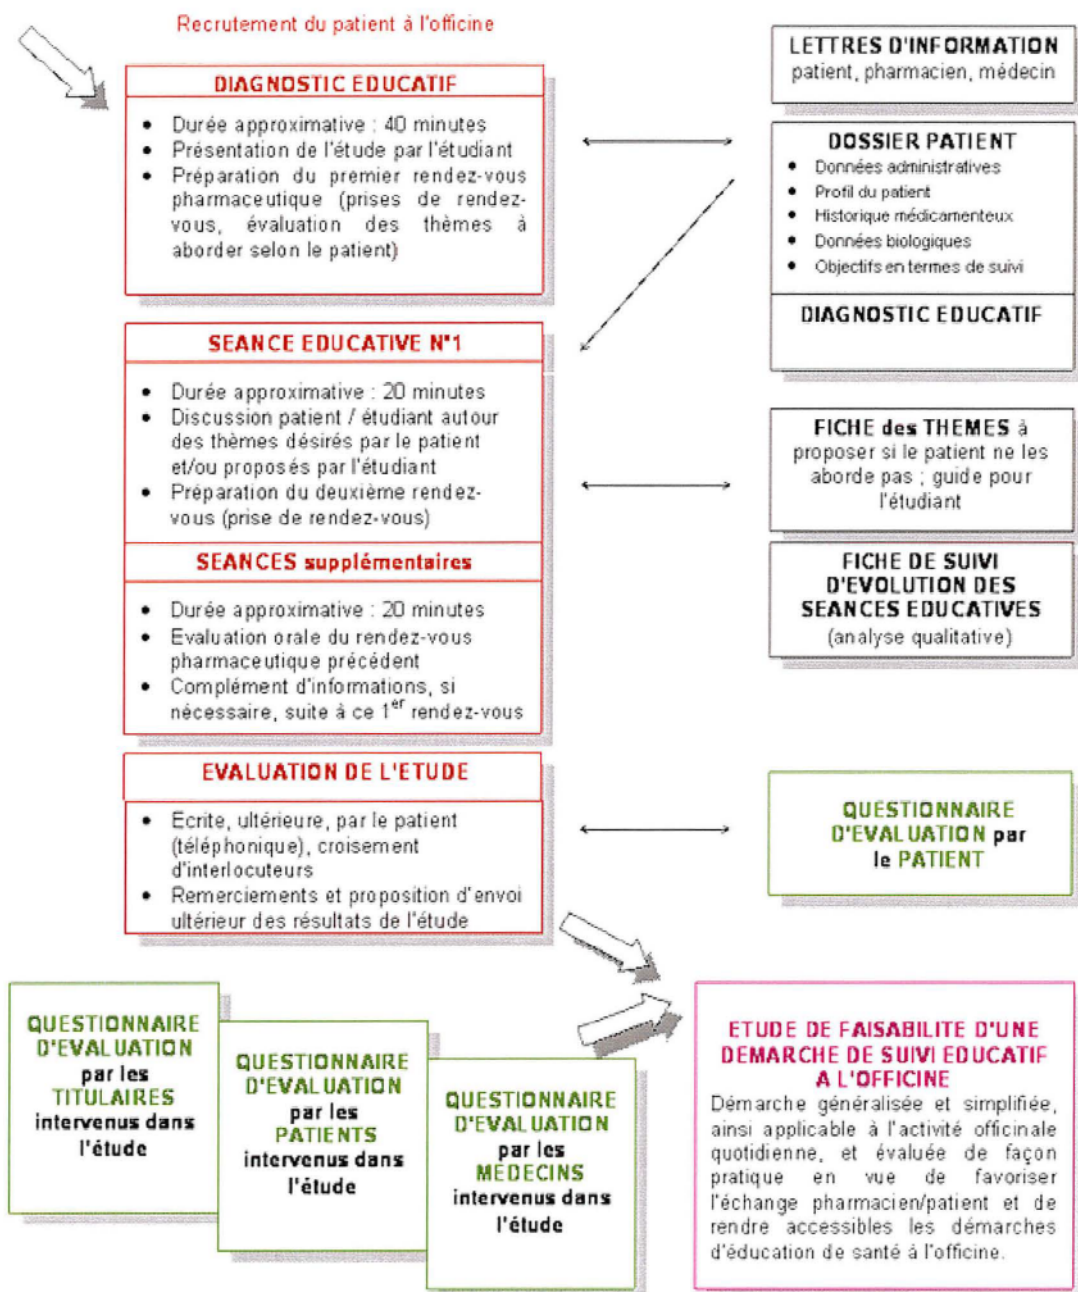 Recrutement du patient à l'officine
DIAGNOSTIC EDUCATIF
• Durée approximative : 40 minutes
• Présentation de l'étude par l'étudiant
• Préparation du premier rendez-vous
pharmaceutique (prises de rendez-
vous, évaluation des thèmes à
aborder selon le patient)
LETTRES D'INFORMATION
patient, pharmacien, médecin
DOSSIER PATIENT
• Données administratives
• Profil du patient
• Historique médicamenteux
• Données biologiques
• Objectifs en termes de suivi
DIAGNOSTIC EDUCATIF
SEANCE EDUCATIVE N°1
• Durée approximative : 20 minutes
• Discussion patient / étudiant autour
des thèmes désirés par le patient
et/ou proposés par l'étudiant
• Préparation du deuxième rendez-
vous (prise de rendez-vous)
FICHE des THEMES à
proposer si le patient ne les
aborde pas ; guide pour
l'étudiant
SEANCES supplémentaires
• Durée approximative : 20 minutes
• Evaluation orale du rendez-vous
pharmaceutique précédent
• Complément d'informations, si
nécessaire, suite à ce 1er rendez-vous
FICHE DE SUIVI
D'EVOLUTION DES
SEANCES EDUCATIVES
(analyse qualitative)
EVALUATION DE L'ETUDE
• Ecrite, ultérieure, par le patient
(téléphonique), croisement
d'interlocuteurs
• Remerciements et proposition d'envoi
ultérieur des résultats de l'étude
QUESTIONNAIRE
D'EVALUATION par
le PATIENT
QUESTIONNAIRE
D'EVALUATION
par les
TITULAIRES
intervenus dans
l'étude
QUESTIONNAIRE
D'EVALUATION
par les
PATIENTS
intervenus dans
l'étude
QUESTIONNAIRE
D'EVALUATION
par les
MEDECINS
intervenus dans
l'étude
ETUDE DE FAISABILITE D'UNE
DEMARCHE DE SUIVI EDUCATIF
A L'OFFICINE
Démarche généralisée et simplifiée,
ainsi applicable à l'activité officinale
quotidienne, et évaluée de façon
pratique en vue de favoriser
l'échange pharmacien/patient et de
rendre accessibles les démarches
d'éducation de santé à l'officine.